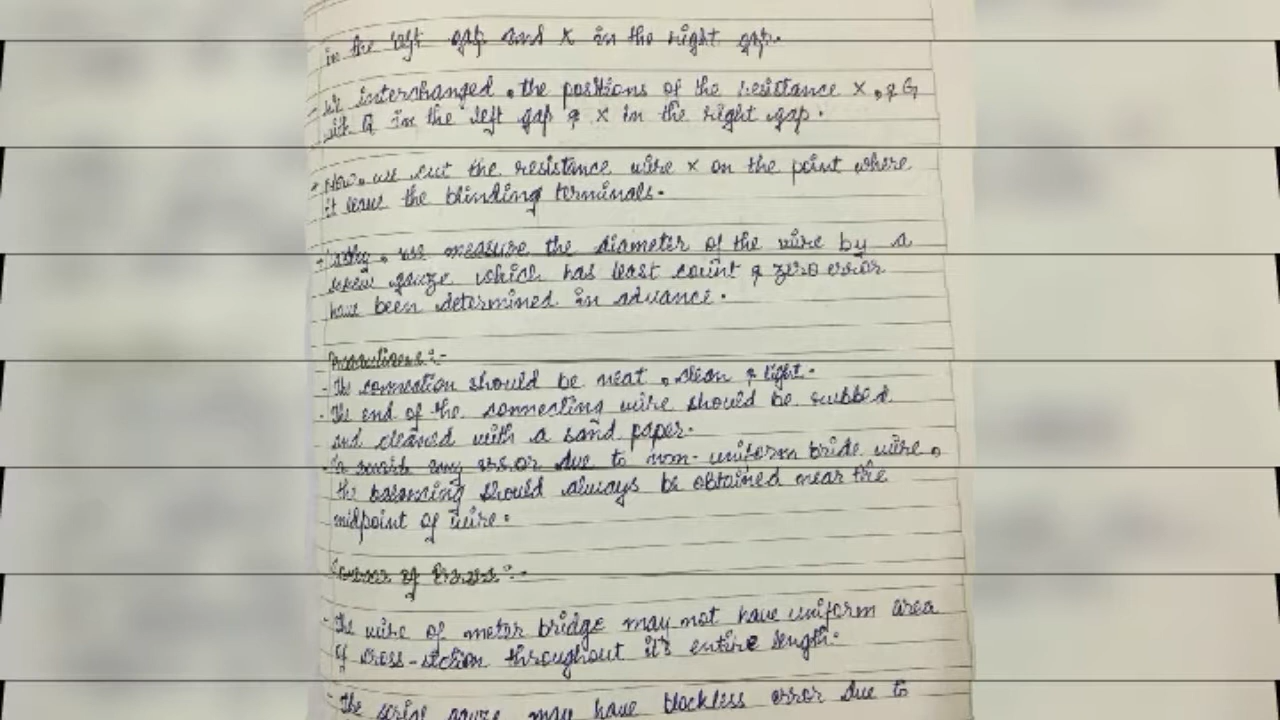 in the left gap and X in the right gap.
- We interchanged, the positions of the resistance X, & G
with G in the left gap & X in the right gap.
- Now, we cut the resistance wire X on the point where
it leave the blinding terminals.
- Lastly, we measure the diameter of the wire by a
screw gauze which has least count & zero error
have been determined in advance.
Precautions :-
- The connection should be neat, clean & tight.
- The end of the connecting wire should be rubbed
and cleaned with a sand paper.
- To avoid any error due to non-uniform bride wire,
the balancing should always be obtained near the
midpoint of wire.
Sources of Errors :-
- The wire of meter bridge may not have uniform area
of cross-section throughout it's entire length.
- The screw gauze may have blackless error due to